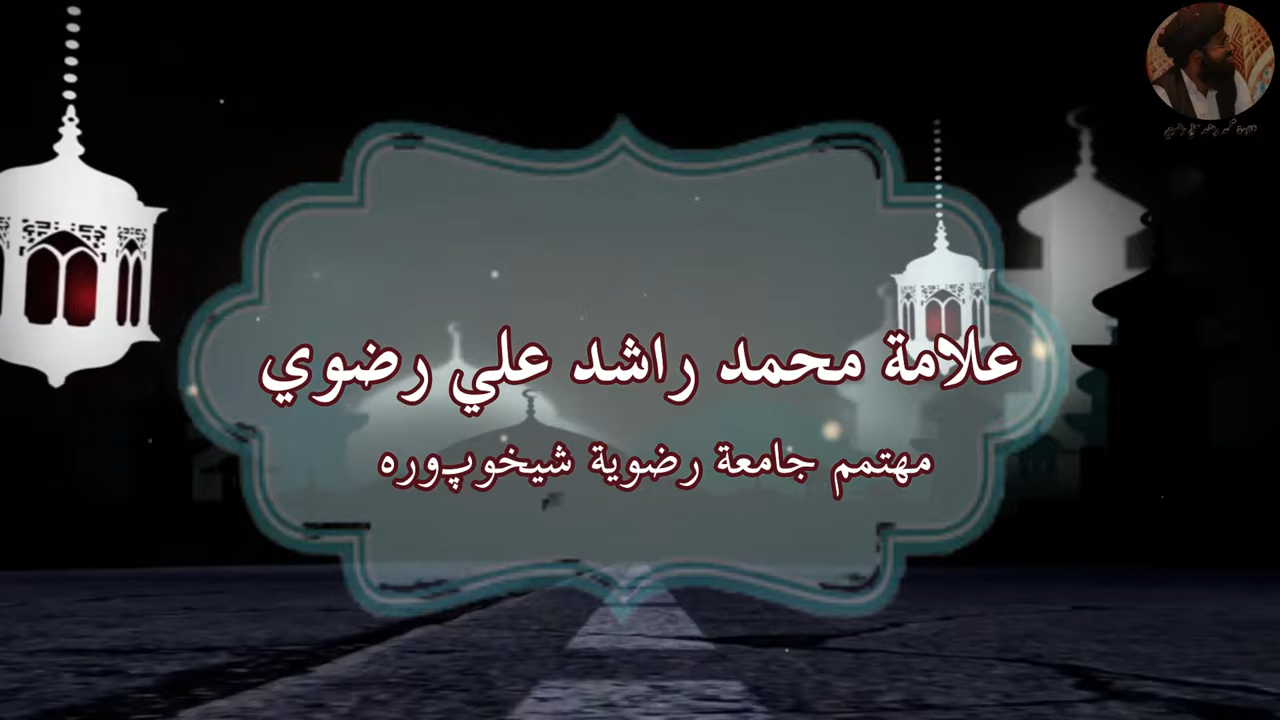 علامة محمد راشد علي رضوي
مهتمم جامعة رضوية شيخوپوره